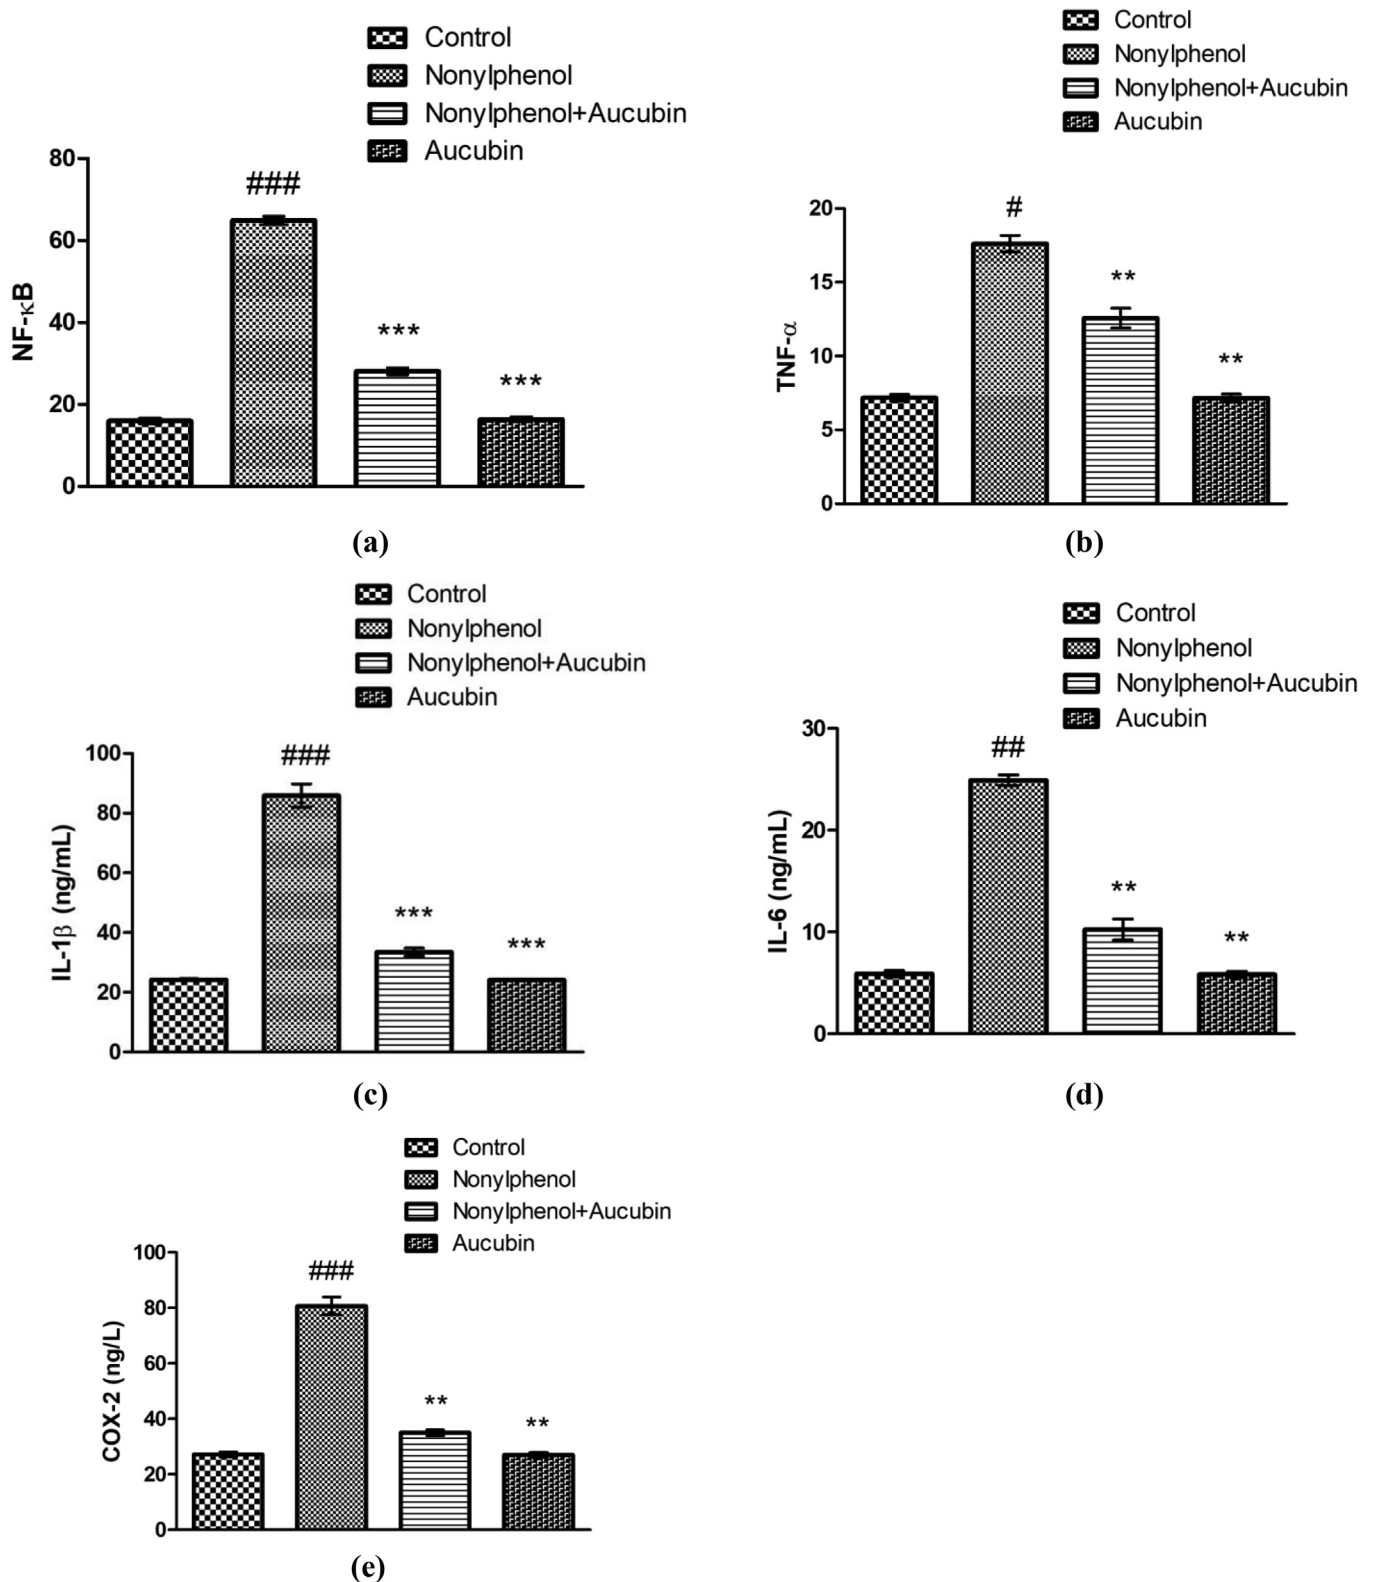 Control
Nonylphenol
Nonylphenol+Aucubin
Aucubin
80
60
40
20
0
NF-κB
###
***
***
(a)
Control
Nonylphenol
Nonylphenol+Aucubin
Aucubin
20
15
10
5
0
TNF-α
#
**
**
(b)
Control
Nonylphenol
Nonylphenol+Aucubin
Aucubin
100
80
60
40
20
0
IL-1β (ng/mL)
###
***
***
(c)
Control
Nonylphenol
Nonylphenol+Aucubin
Aucubin
30
20
10
0
IL-6 (ng/mL)
##
**
**
(d)
Control
Nonylphenol
Nonylphenol+Aucubin
Aucubin
100
80
60
40
20
0
COX-2 (ng/L)
###
**
**
(e)